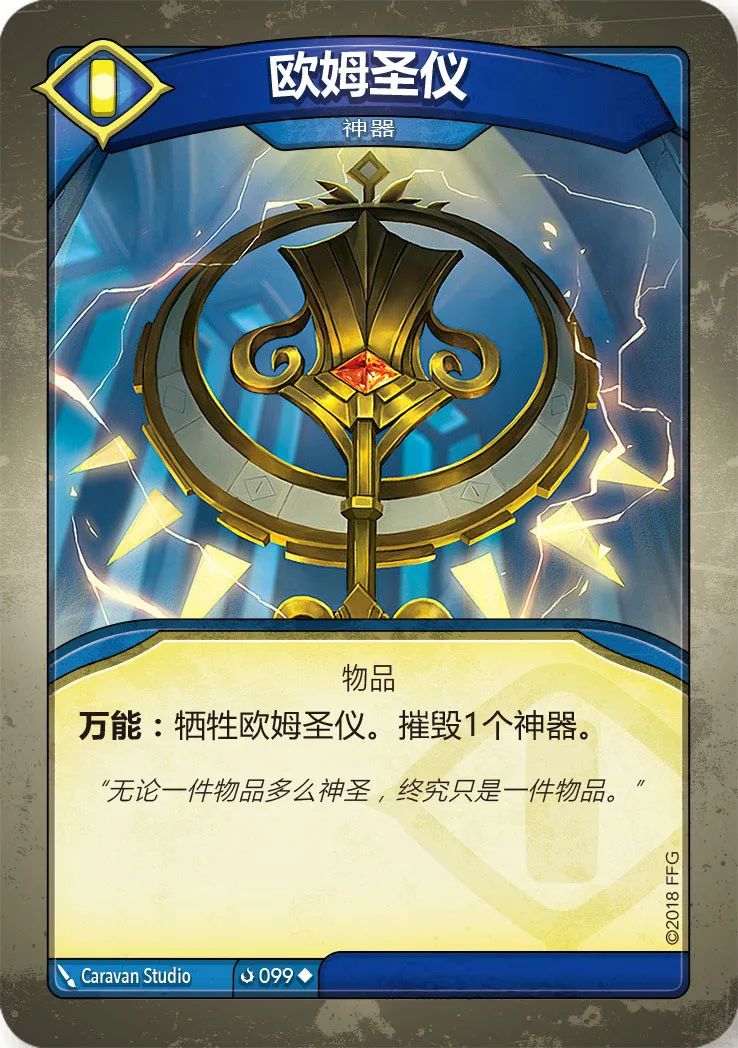 欧姆圣仪
神器
物品
万能：牺牲欧姆圣仪。摧毁1个神器。
“无论一件物品多么神圣，终究只是一件物品。”
©2018 FFG
Caravan Studio
099